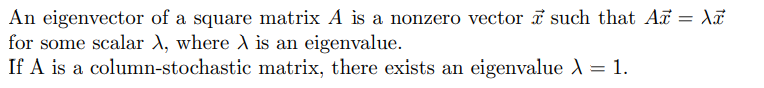 An eigenvector of a square matrix A is a nonzero vector x⃗ such that Ax⃗ = λx⃗
for some scalar λ, where λ is an eigenvalue.
If A is a column-stochastic matrix, there exists an eigenvalue λ = 1.